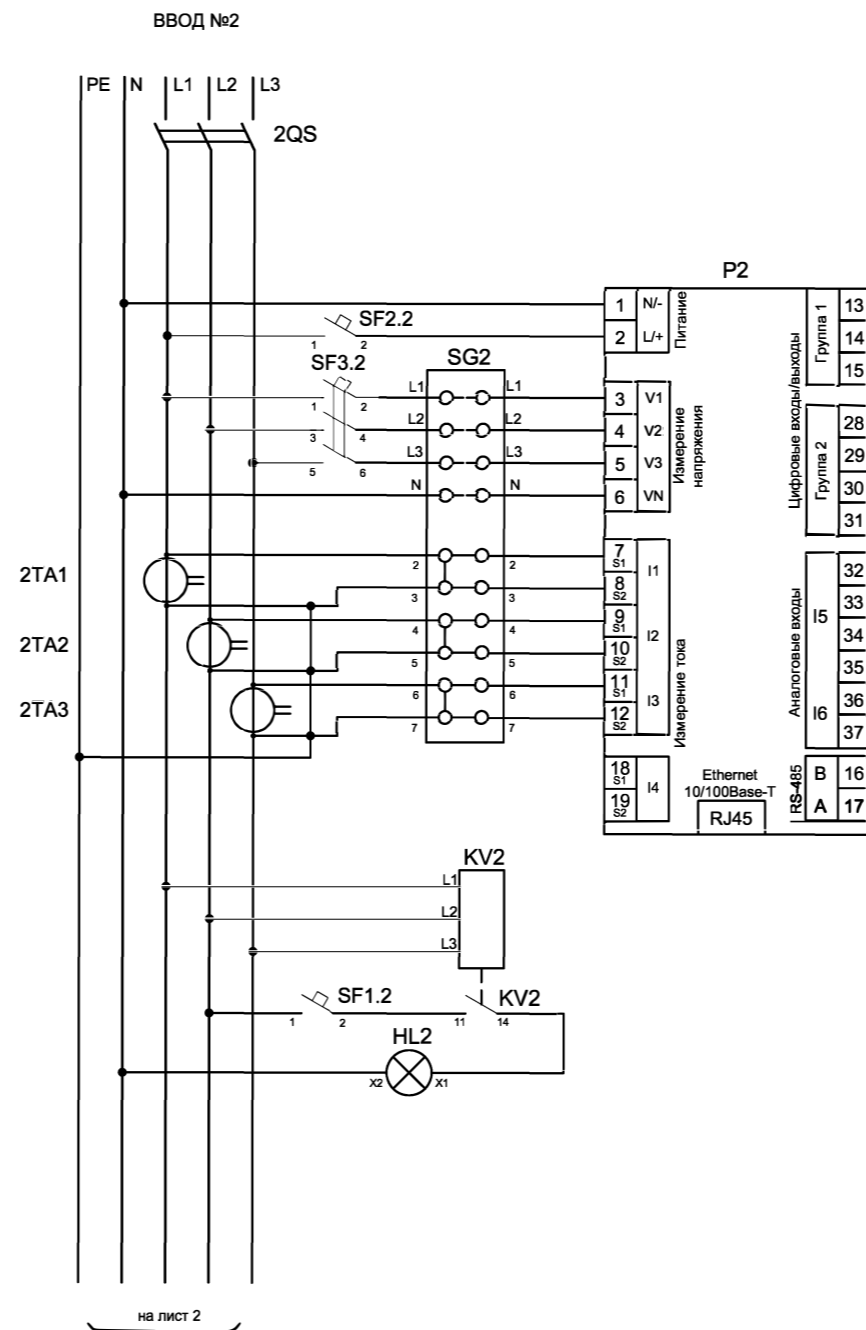 ВВОД №2
PE N L1 L2 L3
2QS
P2
1 N/-
2 L/+
Питание
SF2.2
1 2
SF3.2
1 2
3 4
5 6
SG2
L1 L1
L2 L2
L3 L3
N N
2 2
3 3
4 4
5 5
6 6
7 7
3 V1
4 V2
5 V3
6 VN
Измерение
напряжения
7 S1 I1
8 S2
9 S1 I2
10 S2
11 S1 I3
12 S2
Измерение тока
18 S1 I4
19 S2
Ethernet
10/100Base-T
RJ45
Цифровые входы/выходы
Группа 1
13
14
15
Группа 2
28
29
30
31
Аналоговые входы
I5
I6
32
33
34
35
36
37
RS-485
B 16
A 17
2TA1
2TA2
2TA3
KV2
L1
L2
L3
SF1.2
1 2
KV2
11 14
HL2
X2 X1
на лист 2